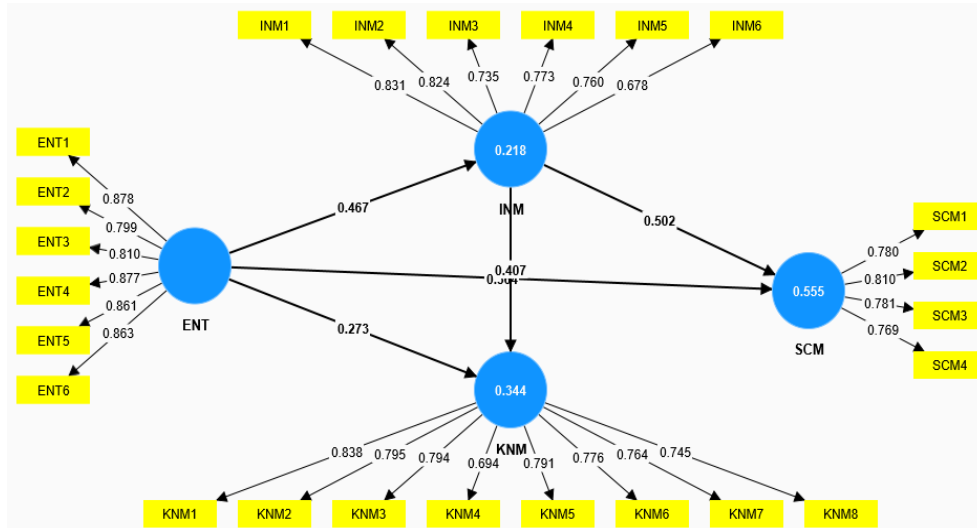 INM1 INM2 INM3 INM4 INM5 INM6
0.831 0.824 0.735 0.773 0.760 0.678
ENT1
ENT2
ENT3
ENT4
ENT5
ENT6
0.878
0.799
0.810
0.877
0.861
0.863
ENT
0.467
0.273
0.218
INM
0.407
0.502
0.555
SCM
0.780
0.810
0.781
0.769
SCM1
SCM2
SCM3
SCM4
0.344
KNM
0.838 0.795 0.794 0.694 0.791 0.776 0.764 0.745
KNM1 KNM2 KNM3 KNM4 KNM5 KNM6 KNM7 KNM8